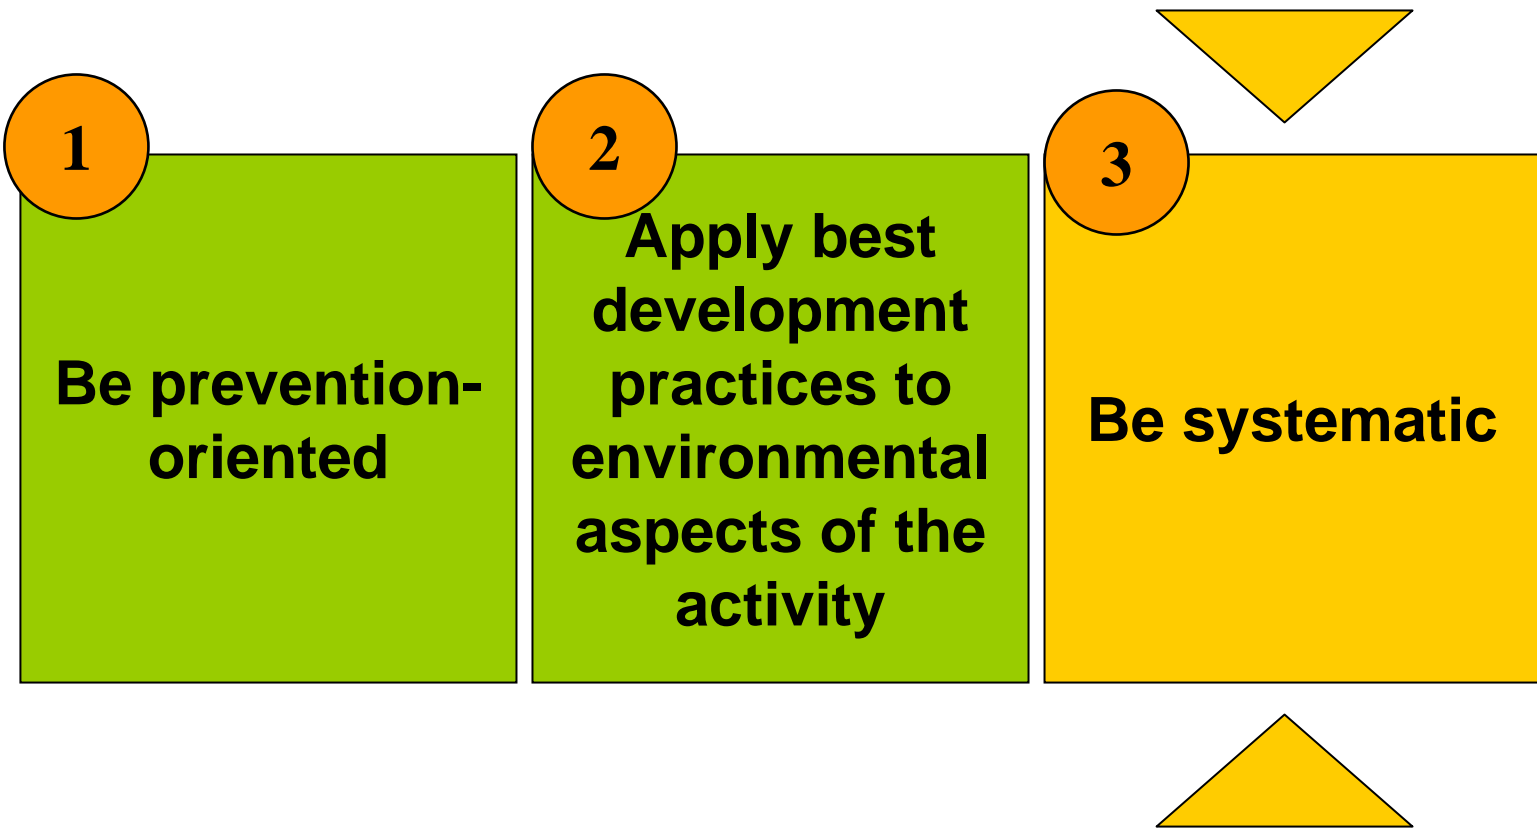 1
Be prevention-
oriented
2
Apply best
development
practices to
environmental
aspects of the
activity
3
Be systematic